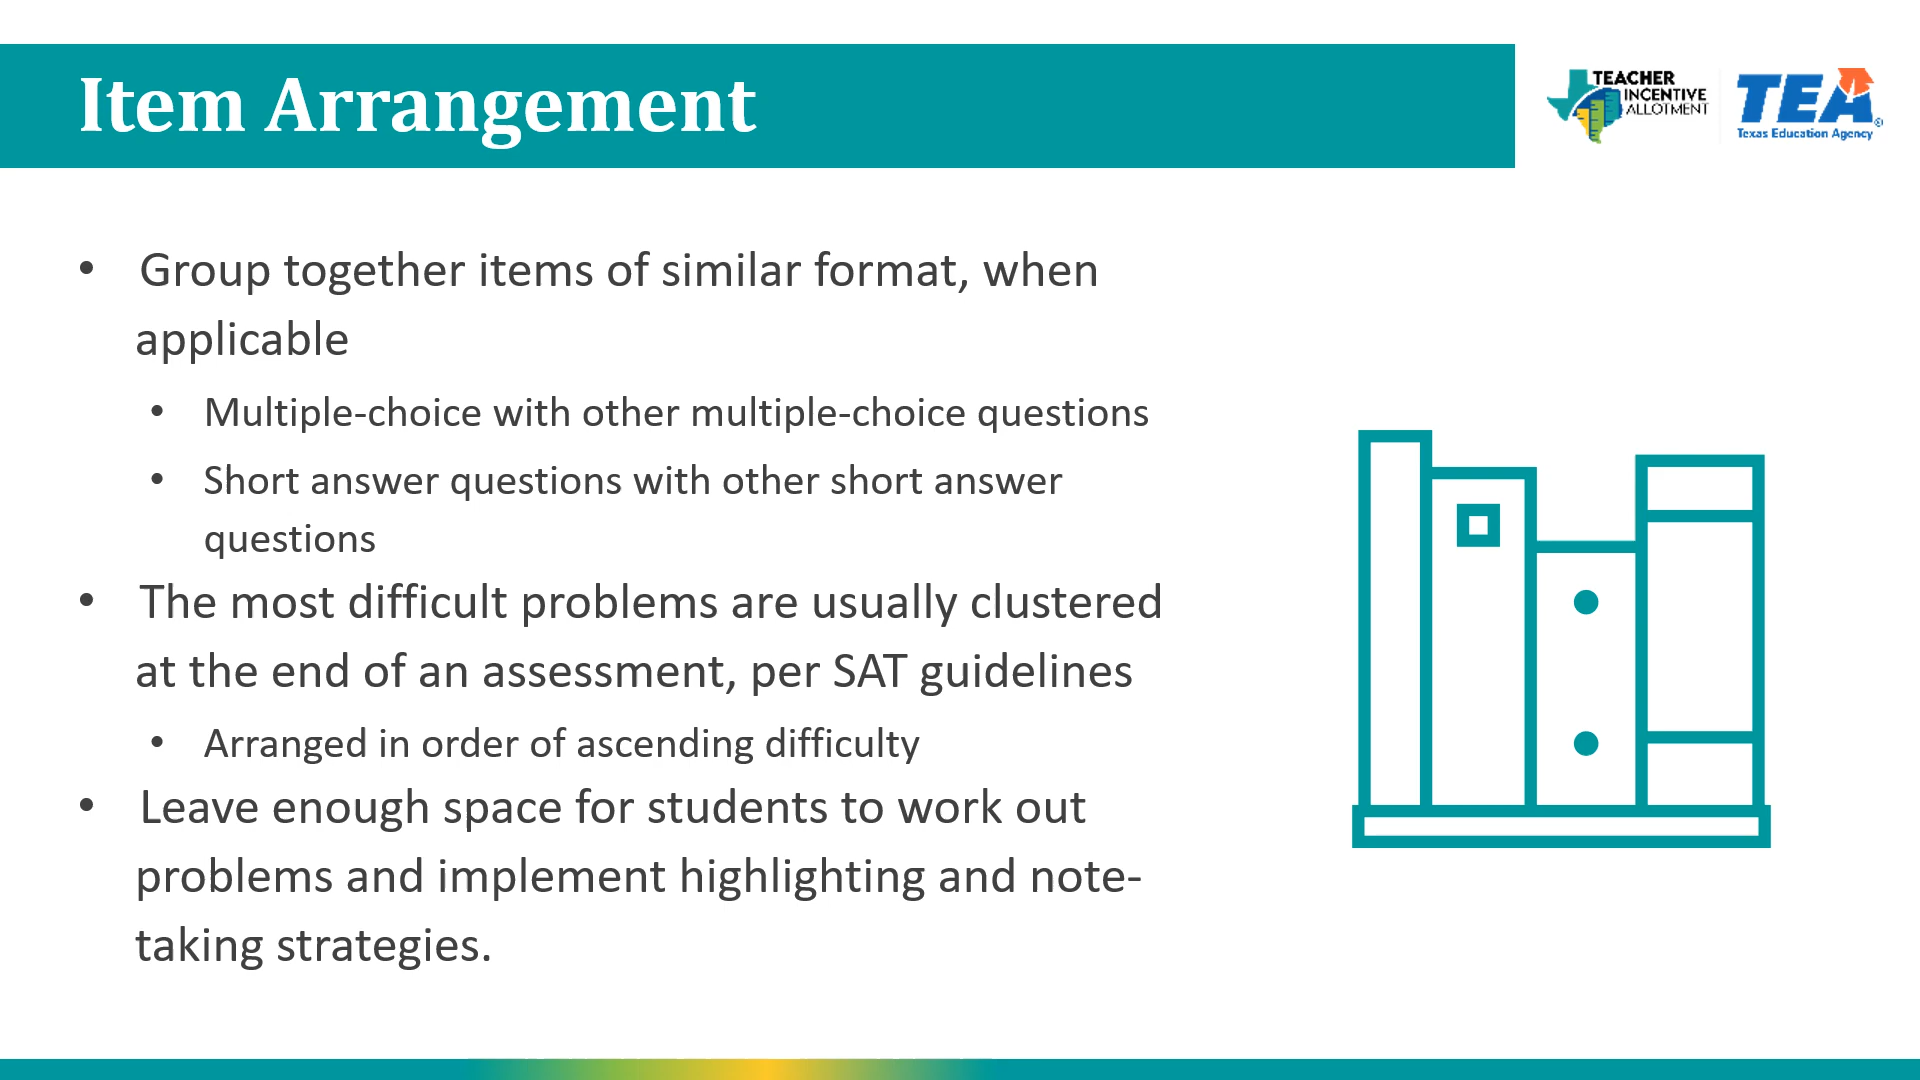 Item Arrangement
TEACHER
INCENTIVE
ALLOTMENT
TEA
Texas Education Agency
• Group together items of similar format, when
applicable
• Multiple-choice with other multiple-choice questions
• Short answer questions with other short answer
questions
• The most difficult problems are usually clustered
at the end of an assessment, per SAT guidelines
• Arranged in order of ascending difficulty
• Leave enough space for students to work out
problems and implement highlighting and note-
taking strategies.